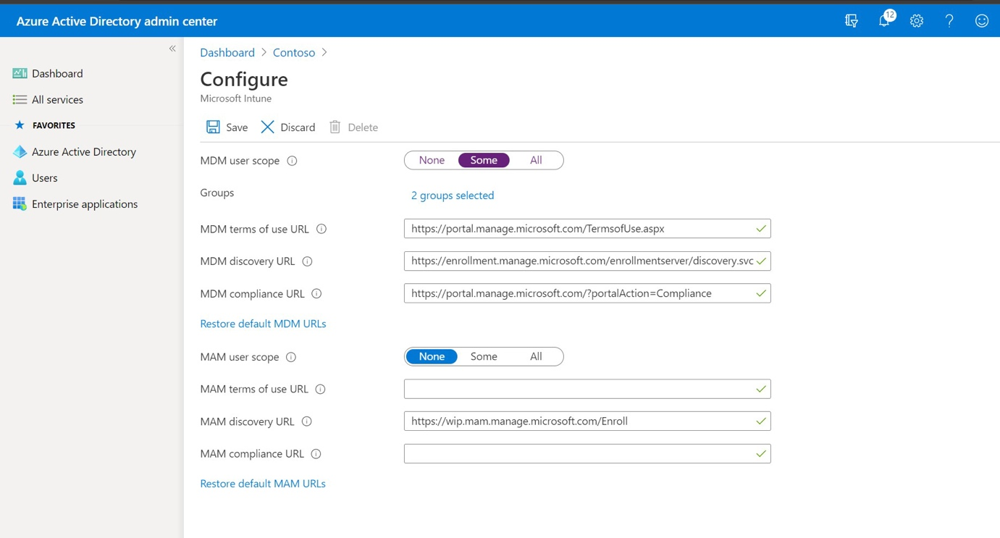 Azure Active Directory admin center
12
Dashboard
All services
FAVORITES
Azure Active Directory
Users
Enterprise applications
Dashboard > Contoso >
Configure
Microsoft Intune
Save Discard Delete
MDM user scope None Some All
Groups 2 groups selected
MDM terms of use URL https://portal.manage.microsoft.com/TermsofUse.aspx
MDM discovery URL https://enrollment.manage.microsoft.com/enrollmentserver/discovery.svc
MDM compliance URL https://portal.manage.microsoft.com/?portalAction=Compliance
Restore default MDM URLs
MAM user scope None Some All
MAM terms of use URL
MAM discovery URL https://wip.mam.manage.microsoft.com/Enroll
MAM compliance URL
Restore default MAM URLs